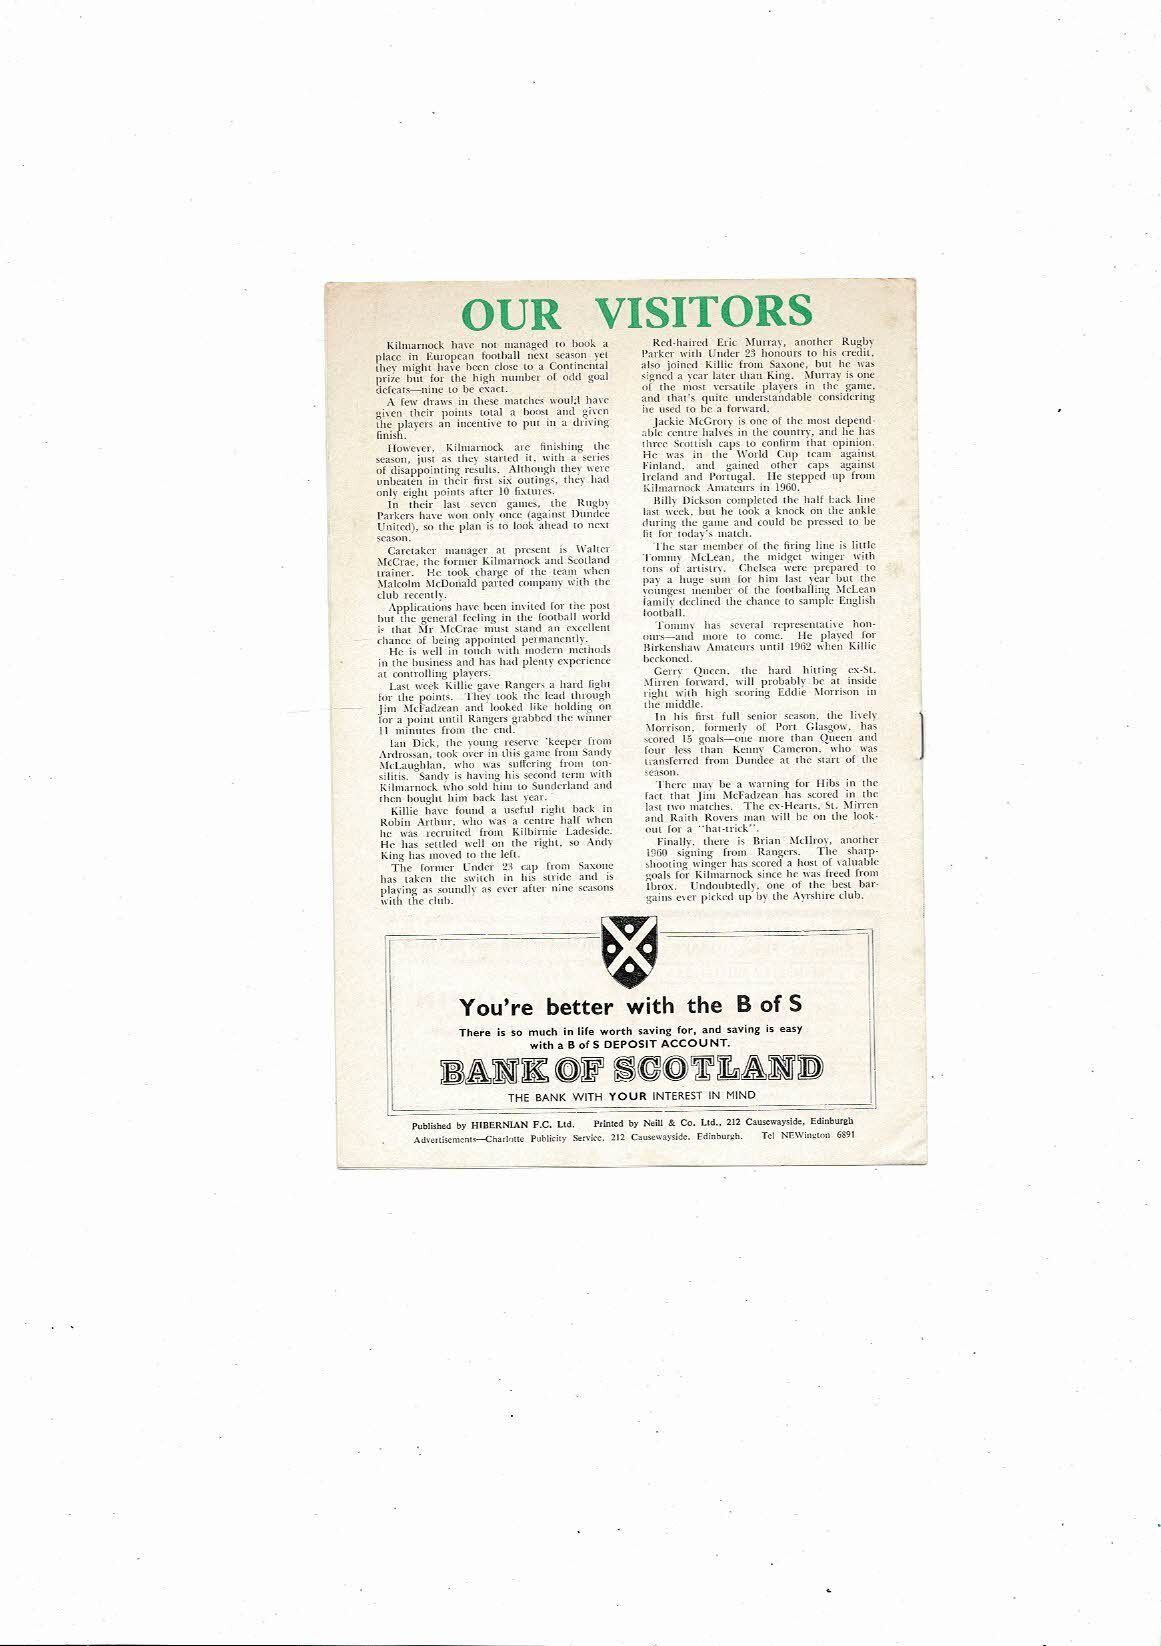 OUR VISITORS
Kilmarnock have not managed to book a
place in European football next season yet
they might have been close to a Continental
prize but for the high number of odd goal
defeats—nine to be exact.
A few draws in these matches would have
given their points total a boost and given
the players an incentive to put in a driving
finish.
However, Kilmarnock are finishing the
season, just as they started it, with a series
of disappointing results. Although they were
unbeaten in their first six outings, they had
only eight points after 10 fixtures.
In their last seven games, the Rugby
Parkers have won only once (against Dundee
United), so the plan is to look ahead to next
season.
Caretaker manager at present is Walter
McCrae, the former Kilmarnock and Scotland
trainer. He took charge of the team when
Malcolm McDonald parted company with the
club recently.
Applications have been invited for the post
but the general feeling in the football world
is that Mr McCrae must stand an excellent
chance of being appointed permanently.
He is well in touch with modern methods
in the business and has had plenty experience
at controlling players.
Last week Killie gave Rangers a hard fight
for the points. They took the lead through
Jim McFadzean and looked like holding on
for a point until Rangers grabbed the winner
11 minutes from the end.
Ian Dick, the young reserve 'keeper from
Ardrossan, took over in this game from Sandy
McLaughlan, who was suffering from ton-
silitis. Sandy is having his second term with
Kilmarnock who sold him to Sunderland and
then bought him back last year.
Killie have found a useful right back in
Robin Arthur, who was a centre half when
he was recruited from Kilbirnie Ladeside.
He has settled well on the right, so Andy
King has moved to the left.
The former Under 23 cap from Saxone
has taken the switch in his stride and is
playing as soundly as ever after nine seasons
with the club.
Red-haired Eric Murray, another Rugby
Parker with Under 23 honours to his credit,
also joined Killie from Saxone, but he was
signed a year later than King. Murray is one
of the most versatile players in the game,
and that's quite understandable considering
he used to be a forward.
Jackie McGrory is one of the most depend-
able centre halves in the country, and he has
three Scottish caps to confirm that opinion.
He was in the World Cup team against
Finland, and gained other caps against
Ireland and Portugal. He stepped up from
Kilmarnock Amateurs in 1960.
Billy Dickson completed the half back line
last week, but he took a knock on the ankle
during the game and could be pressed to be
fit for today's match.
The star member of the firing line is little
Tommy McLean, the midget winger with
tons of artistry. Chelsea were prepared to
pay a huge sum for him last year but the
youngest member of the footballing McLean
family declined the chance to sample English
football.
Tommy has several representative hon-
ours—and more to come. He played for
Birkenshaw Amateurs until 1962 when Killie
beckoned.
Gerry Queen, the hard hitting ex-St.
Mirren forward, will probably be at inside
right with high scoring Eddie Morrison in
the middle.
In his first full senior season, the lively
Morrison, formerly of Port Glasgow, has
scored 15 goals—one more than Queen and
four less than Kenny Cameron, who was
transferred from Dundee at the start of the
season.
There may be a warning for Hibs in the
fact that Jim McFadzean has scored in the
last two matches. The ex-Hearts, St. Mirren
and Raith Rovers man will be on the look-
out for a "hat-trick".
Finally, there is Brian McIlroy, another
1960 signing from Rangers. The sharp-
shooting winger has scored a host of valuable
goals for Kilmarnock since he was freed from
Ibrox. Undoubtedly, one of the best bar-
gains ever picked up by the Ayrshire club.
You're better with the B of S
There is so much in life worth saving for, and saving is easy
with a B of S DEPOSIT ACCOUNT.
BANK OF SCOTLAND
THE BANK WITH YOUR INTEREST IN MIND
Published by HIBERNIAN F.C. Ltd. Printed by Neill & Co. Ltd., 212 Causewayside, Edinburgh
Advertisements—Charlotte Publicity Service, 212 Causewayside, Edinburgh. Tel NEWington 6891